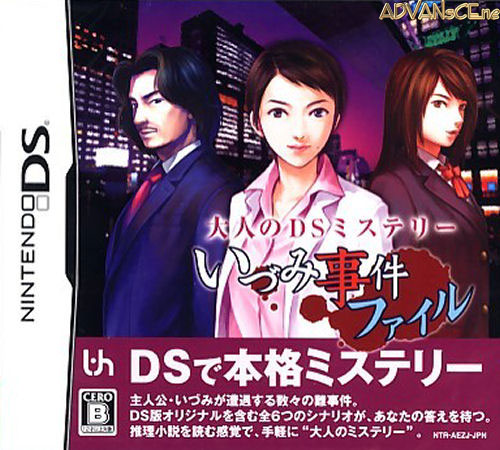 ADVANsCE.ne
NINTENDO DS
大人のDSミステリー
いづみ事件
ファイル
DSで本格ミステリー
主人公・いづみが遭遇する数々の難事件。
DS版オリジナルを含む全6つのシナリオが、あなたの答えを待つ。
推理小説を読む感覚で、手軽に“大人のミステリー”。
NTR-AEZJ-JPN
CERO
B